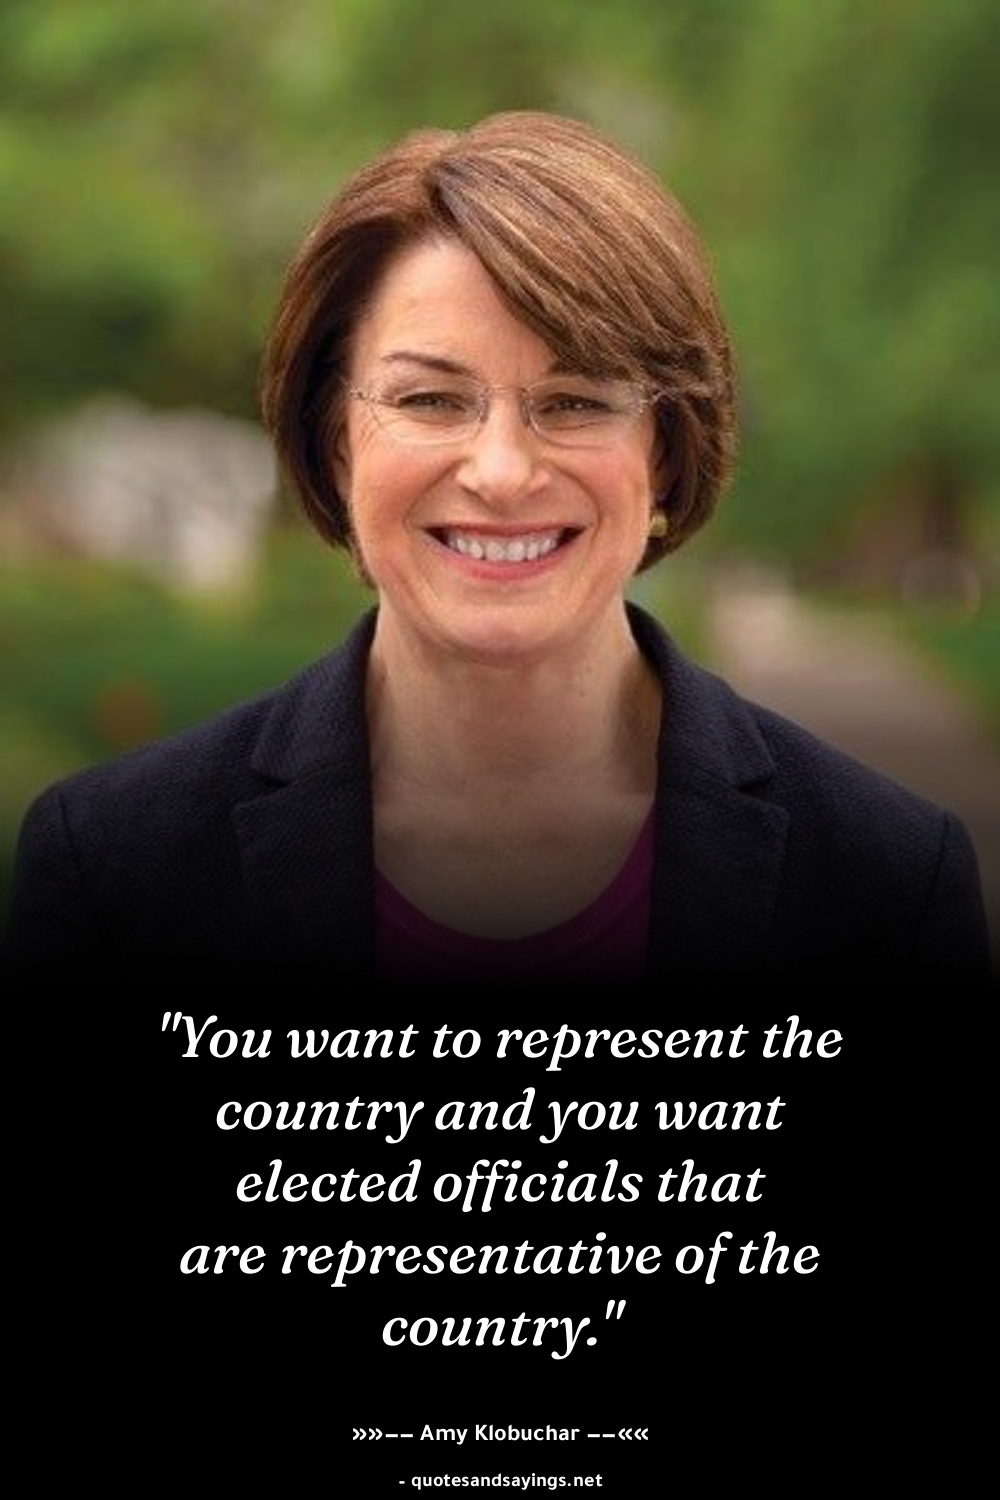 "You want to represent the
country and you want
elected officials that
are representative of the
country."
»»–– Amy Klobuchar ––««
- quotesandsayings.net